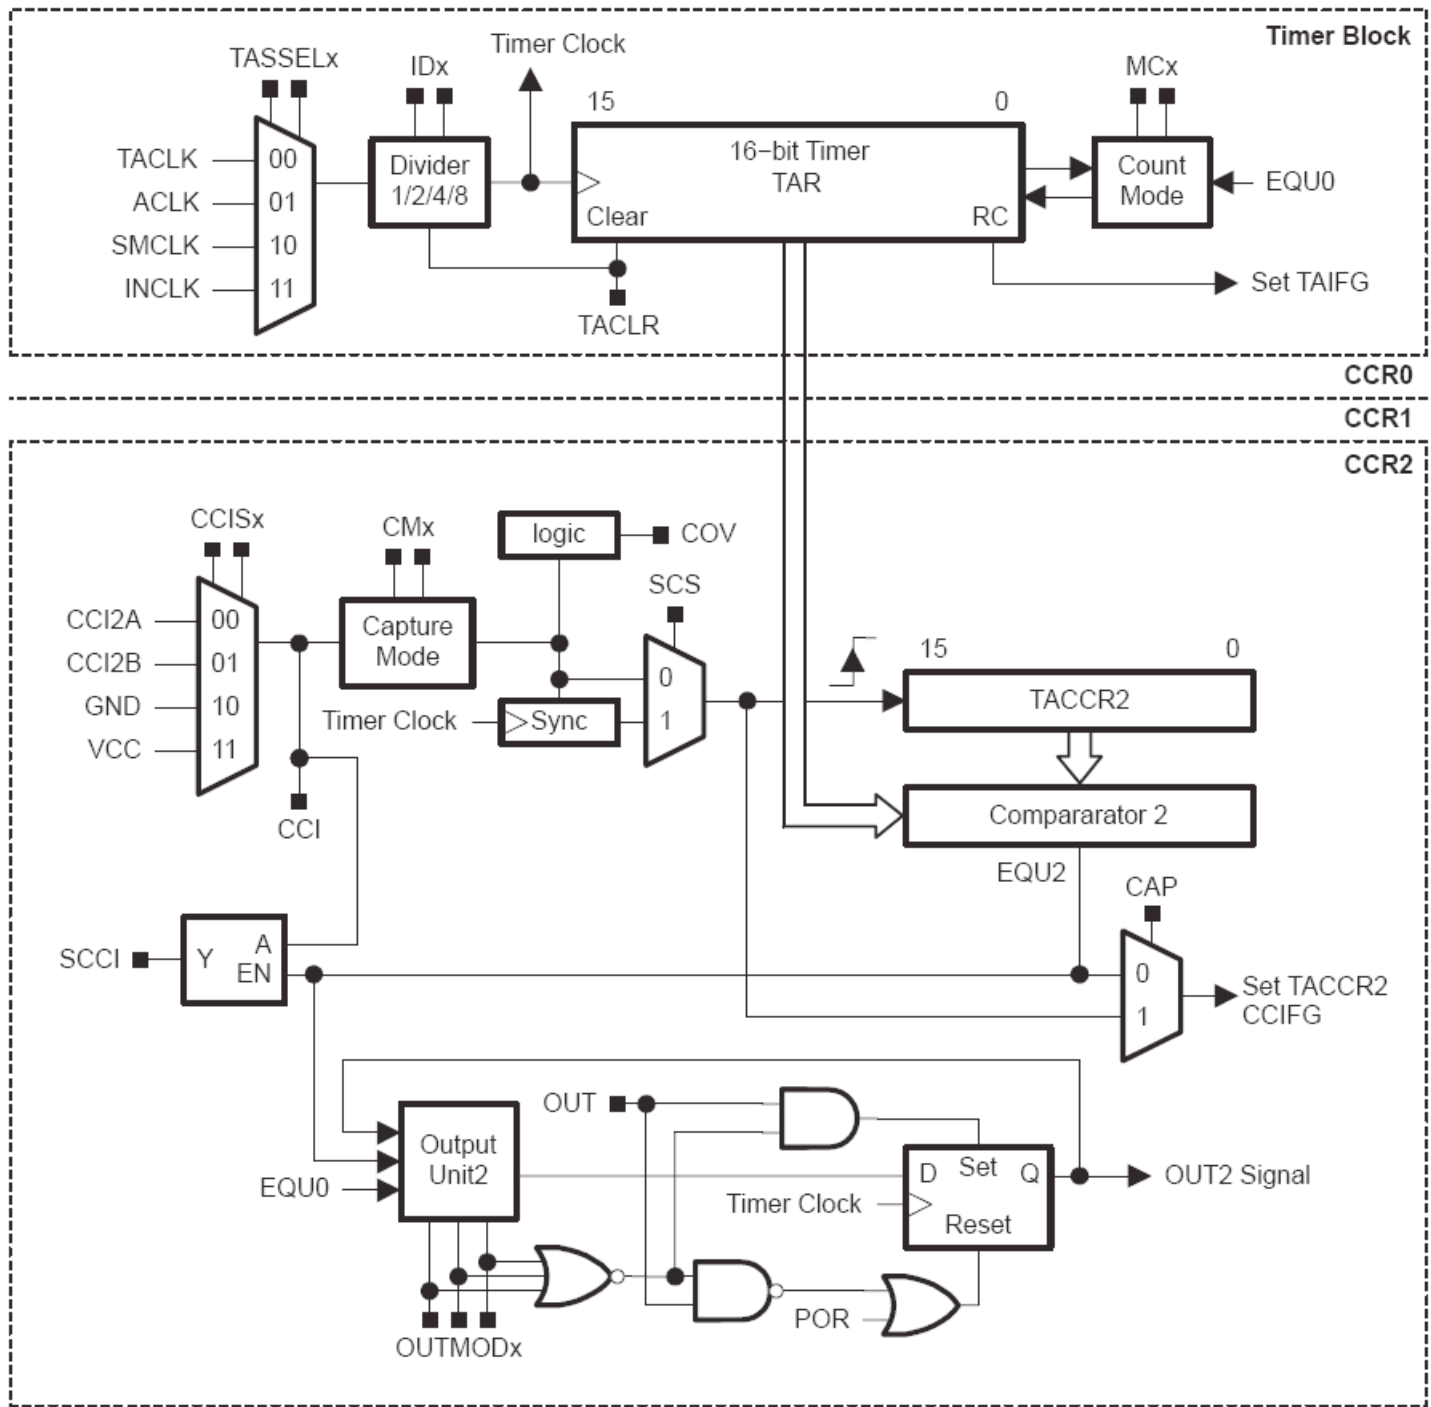 Timer Block
Timer Clock
TASSELx
IDx
MCx
15
0
TACLK
00
ACLK
01
SMCLK
10
INCLK
11
Divider
1/2/4/8
16−bit Timer
TAR
Clear
RC
Count
Mode
EQU0
Set TAIFG
TACLR
CCR0
CCR1
CCR2
CCISx
CMx
logic
COV
SCS
CCI2A
00
CCI2B
01
GND
10
VCC
11
Capture
Mode
0
1
Timer Clock
Sync
15
0
TACCR2
Compararator 2
CCI
EQU2
CAP
SCCI
Y
A
EN
0
1
Set TACCR2
CCIFG
OUT
Output
Unit2
EQU0
D
Set
Q
Timer Clock
Reset
OUT2 Signal
POR
OUTMODx